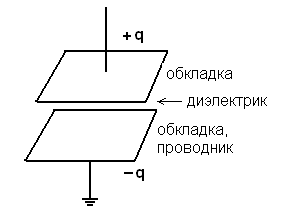 +q
обкладка
диэлектрик
обкладка,
проводник
−q